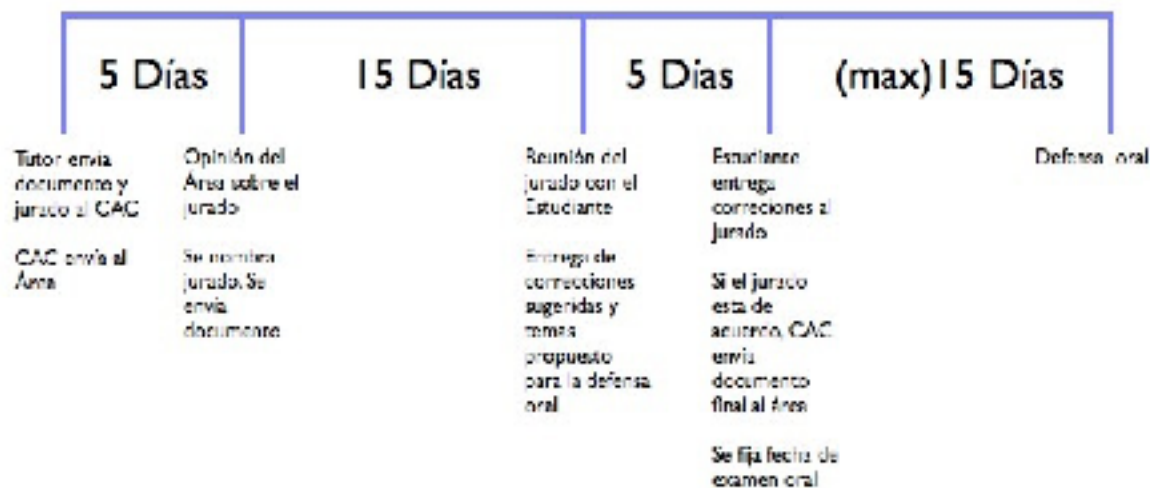 5 Días
15 Días
5 Días
(max)15 Días
Tutor envia
documento y
jurado al CAC
CAC envía al
Área
Opinión del
Área sobre el
jurado
Se nombra
jurado. Se
envía
documento
Reunión del
jurado con el
Estudiante
Entrega de
correcciones
sugeridas y
temas
propuesto
para la defensa
oral
Estudiante
entrega
correciones al
jurado
Si el jurado
esta de
acuerdo, CAC
envía
documento
final al área
Se fija fecha de
examen oral
Defensa oral